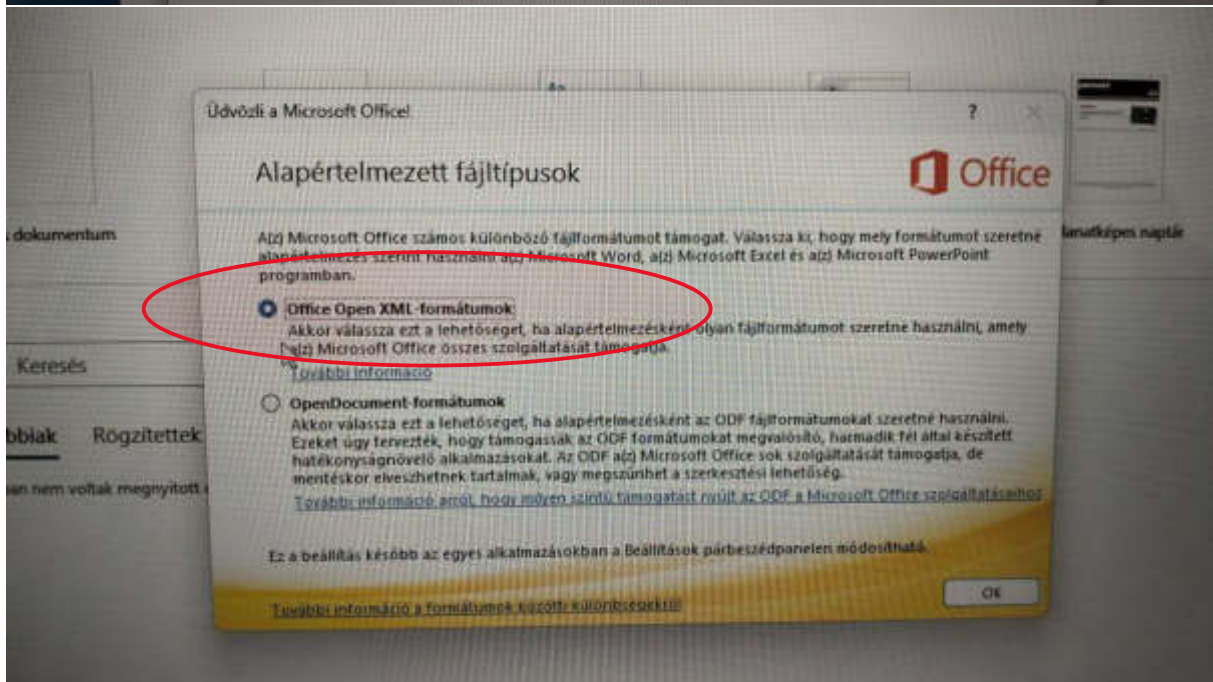 Üdvözli a Microsoft Office!
?
Alapértelmezett fájltípusok
Office
dokumentum
A(z) Microsoft Office számos különböző fájlformátumot támogat. Válassza ki, hogy mely formátumot szeretné
alapértelmezés szerint használni a(z) Microsoft Word, a(z) Microsoft Excel és a(z) Microsoft PowerPoint
programban.
naptár
Office Open XML-formátumok
Akkor válassza ezt a lehetőséget, ha alapértelmezésként olyan fájlformátumot szeretne használni, amely
a(z) Microsoft Office összes szolgáltatását támogatja.
További információ
Keresés
OpenDocument-formátumok
Akkor válassza ezt a lehetőséget, ha alapértelmezésként az ODF fájlformátumokat szeretné használni.
Ezeket úgy tervezték, hogy támogassák az ODF formátumokat megvalósító, harmadik fél által készített
hatékonyságnövelő alkalmazásokat. Az ODF a(z) Microsoft Office sok szolgáltatását támogatja, de
mentéskor elveszhetnek tartalmak, vagy megszűnhet a szerkesztési lehetőség.
További információ arról, hogy milyen szintű támogatást nyújt az ODF a Microsoft Office szolgáltatásaihoz
bbiak Rögzítettek
nem voltak megnyitott
Ez a beállítás később az egyes alkalmazásokban a Beállítások párbeszédpanelen módosítható.
További információ a formátumok közötti különbségekről
OK